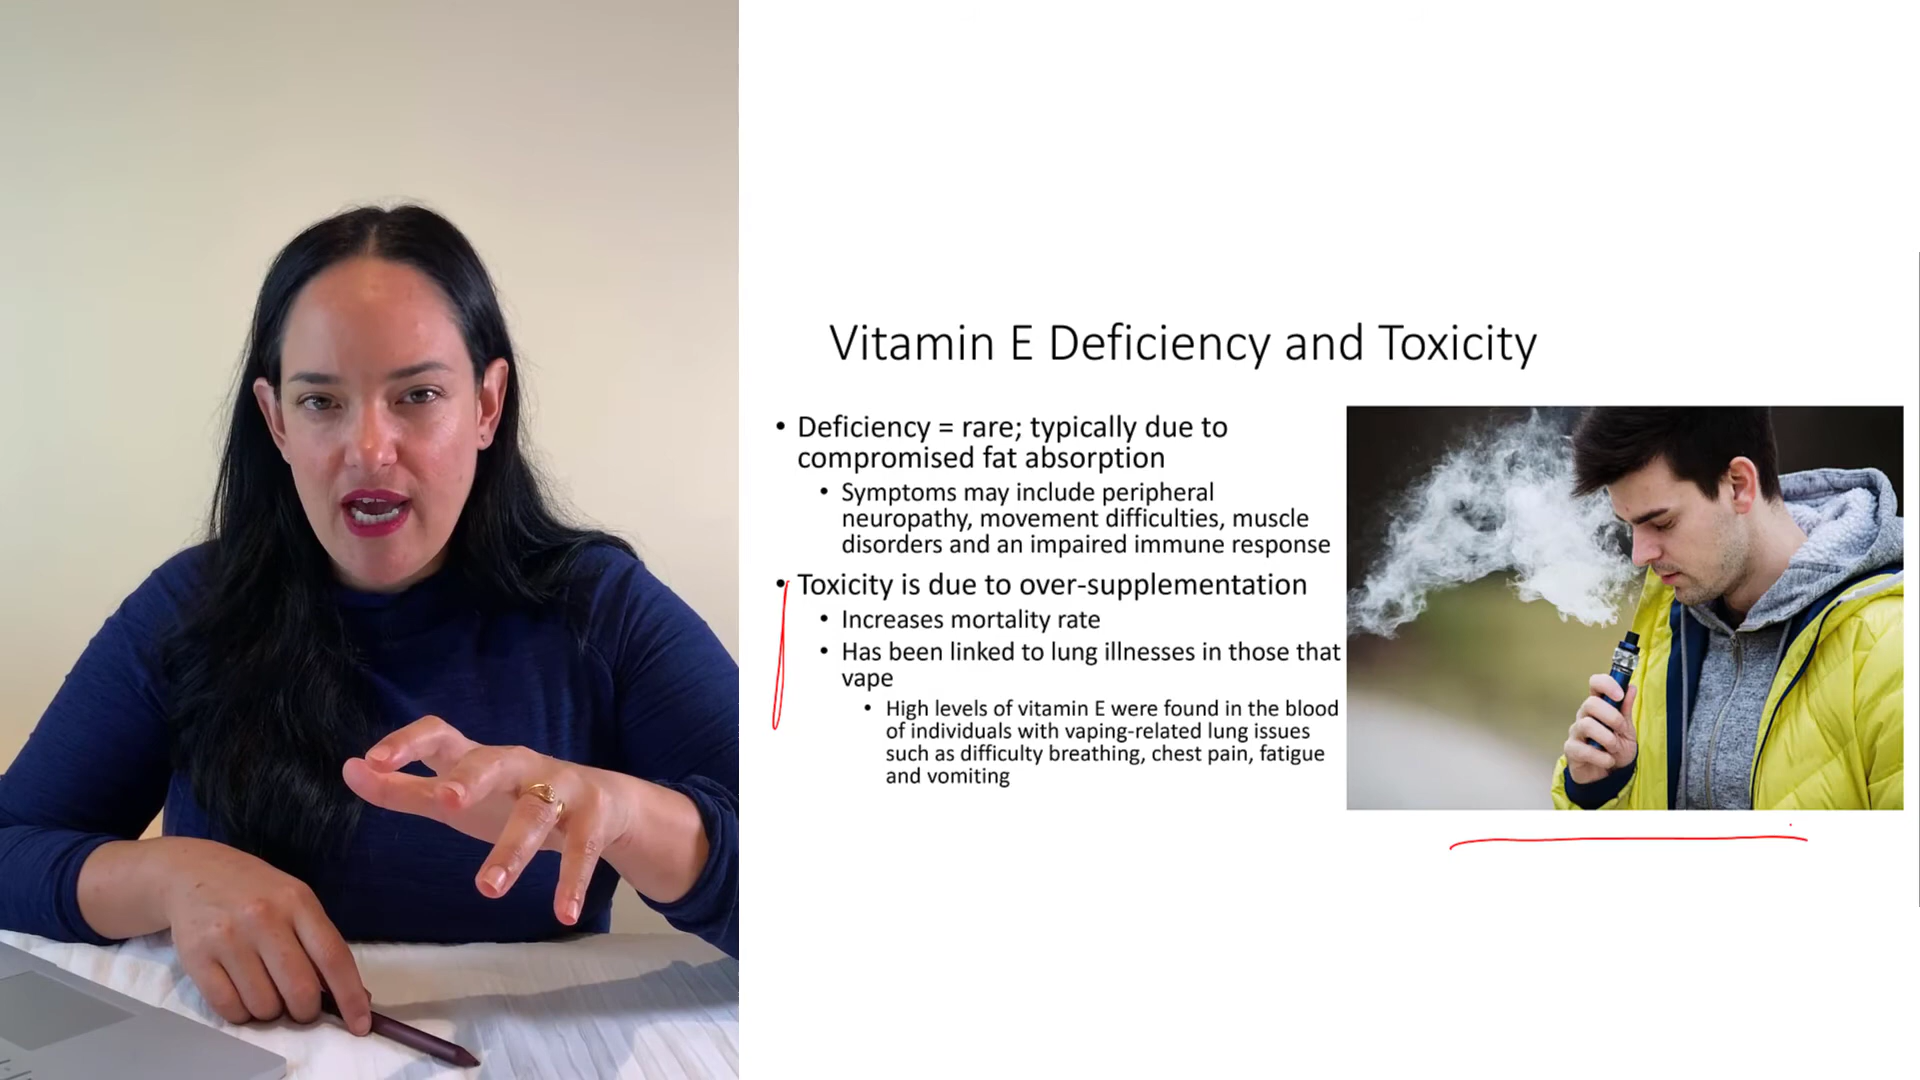 Vitamin E Deficiency and Toxicity
• Deficiency = rare; typically due to
compromised fat absorption
• Symptoms may include peripheral
neuropathy, movement difficulties, muscle
disorders and an impaired immune response
• Toxicity is due to over-supplementation
• Increases mortality rate
• Has been linked to lung illnesses in those that
vape
• High levels of vitamin E were found in the blood
of individuals with vaping-related lung issues
such as difficulty breathing, chest pain, fatigue
and vomiting